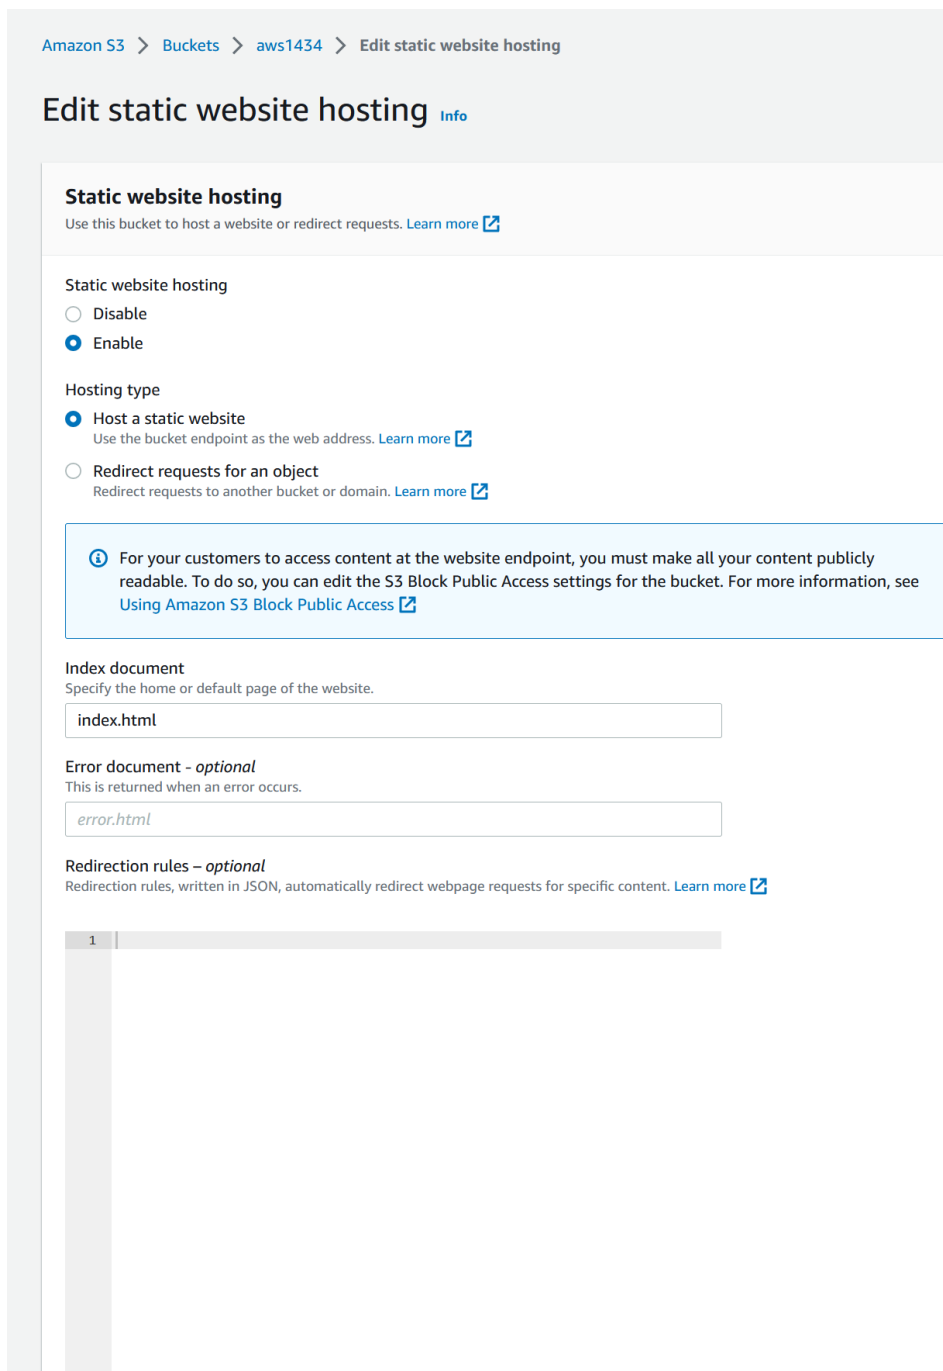 Amazon S3 > Buckets > aws1434 > Edit static website hosting
Edit static website hosting Info
Static website hosting
Use this bucket to host a website or redirect requests. Learn more
Static website hosting
Disable
Enable
Hosting type
Host a static website
Use the bucket endpoint as the web address. Learn more
Redirect requests for an object
Redirect requests to another bucket or domain. Learn more
For your customers to access content at the website endpoint, you must make all your content publicly
readable. To do so, you can edit the S3 Block Public Access settings for the bucket. For more information, see
Using Amazon S3 Block Public Access
Index document
Specify the home or default page of the website.
index.html
Error document - optional
This is returned when an error occurs.
error.html
Redirection rules – optional
Redirection rules, written in JSON, automatically redirect webpage requests for specific content. Learn more
1